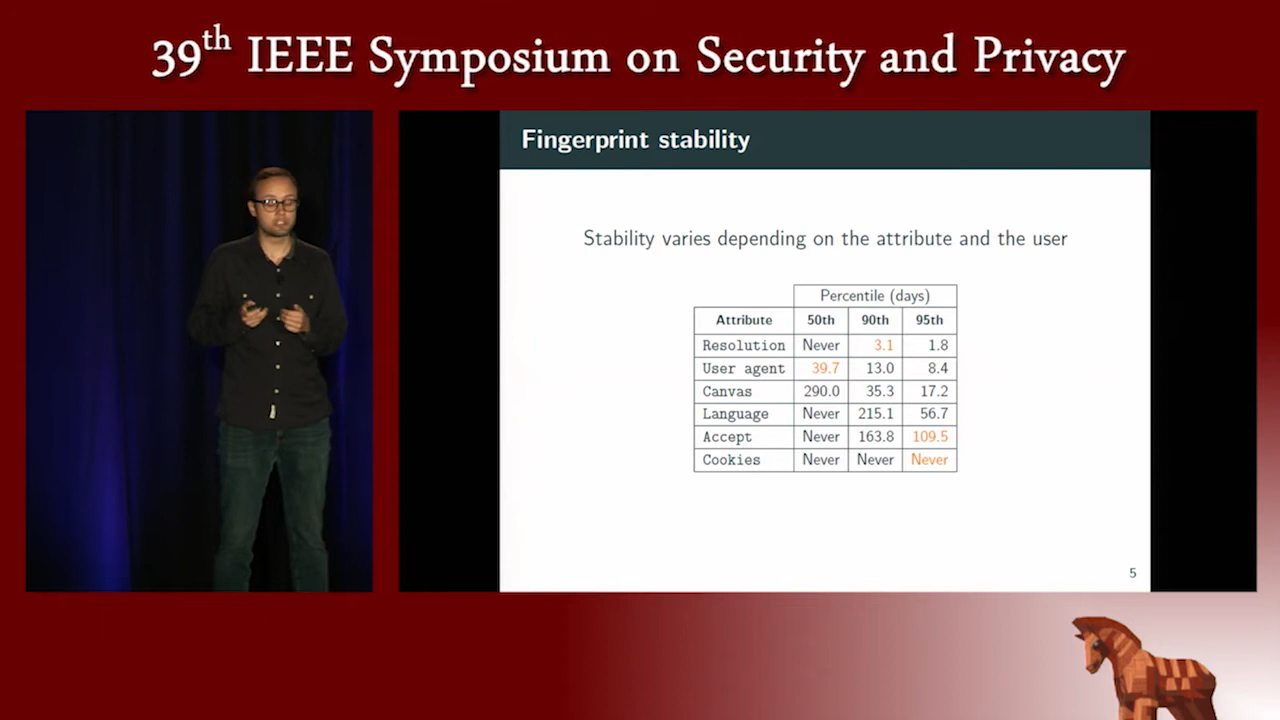 39th IEEE Symposium on Security and Privacy
Fingerprint stability
Stability varies depending on the attribute and the user
Percentile (days)
Attribute 50th 90th 95th
Resolution Never 3.1 1.8
User agent 39.7 13.0 8.4
Canvas 290.0 35.3 17.2
Language Never 215.1 56.7
Accept Never 163.8 109.5
Cookies Never Never Never
5